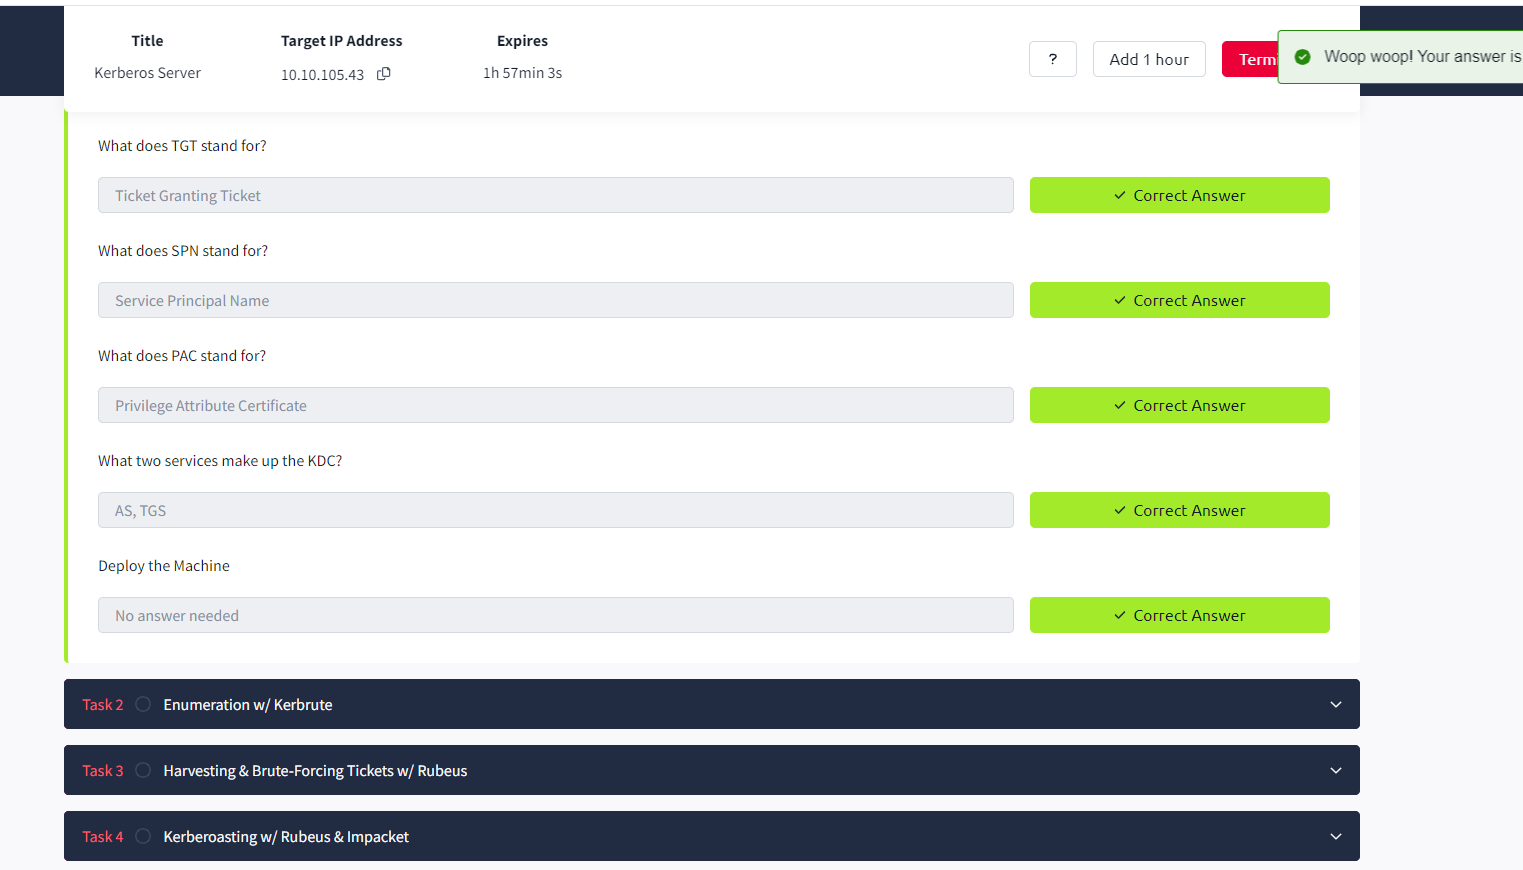 Title
Target IP Address
Expires
Kerberos Server
10.10.105.43
1h 57min 3s
?
Add 1 hour
Termi
Woop woop! Your answer is
What does TGT stand for?
Ticket Granting Ticket
Correct Answer
What does SPN stand for?
Service Principal Name
Correct Answer
What does PAC stand for?
Privilege Attribute Certificate
Correct Answer
What two services make up the KDC?
AS, TGS
Correct Answer
Deploy the Machine
No answer needed
Correct Answer
Task 2 Enumeration w/ Kerbrute
Task 3 Harvesting & Brute-Forcing Tickets w/ Rubeus
Task 4 Kerberoasting w/ Rubeus & Impacket